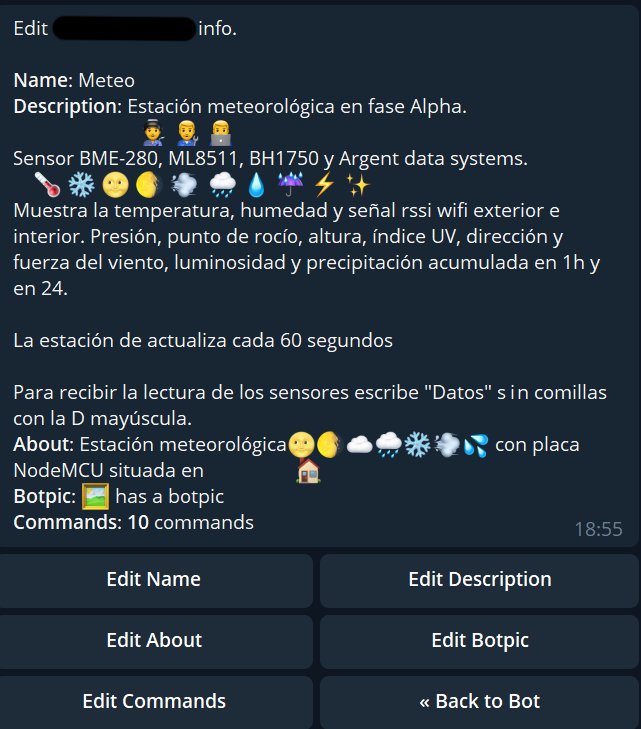 Edit info.
Name: Meteo
Description: Estación meteorológica en fase Alpha.
Sensor BME-280, ML8511, BH1750 y Argent data systems.
Muestra la temperatura, humedad y señal rssi wifi exterior e
interior. Presión, punto de rocío, altura, índice UV, dirección y
fuerza del viento, luminosidad y precipitación acumulada en 1h y
en 24.
La estación de actualiza cada 60 segundos
Para recibir la lectura de los sensores escribe "Datos" sin comillas
con la D mayúscula.
About: Estación meteorológica🌝🌖☁️🌧❄️💨💦 con placa
NodeMCU situada en 🏠
Botpic: 🖼 has a botpic
Commands: 10 commands
18:55
Edit Name
Edit Description
Edit About
Edit Botpic
Edit Commands
« Back to Bot